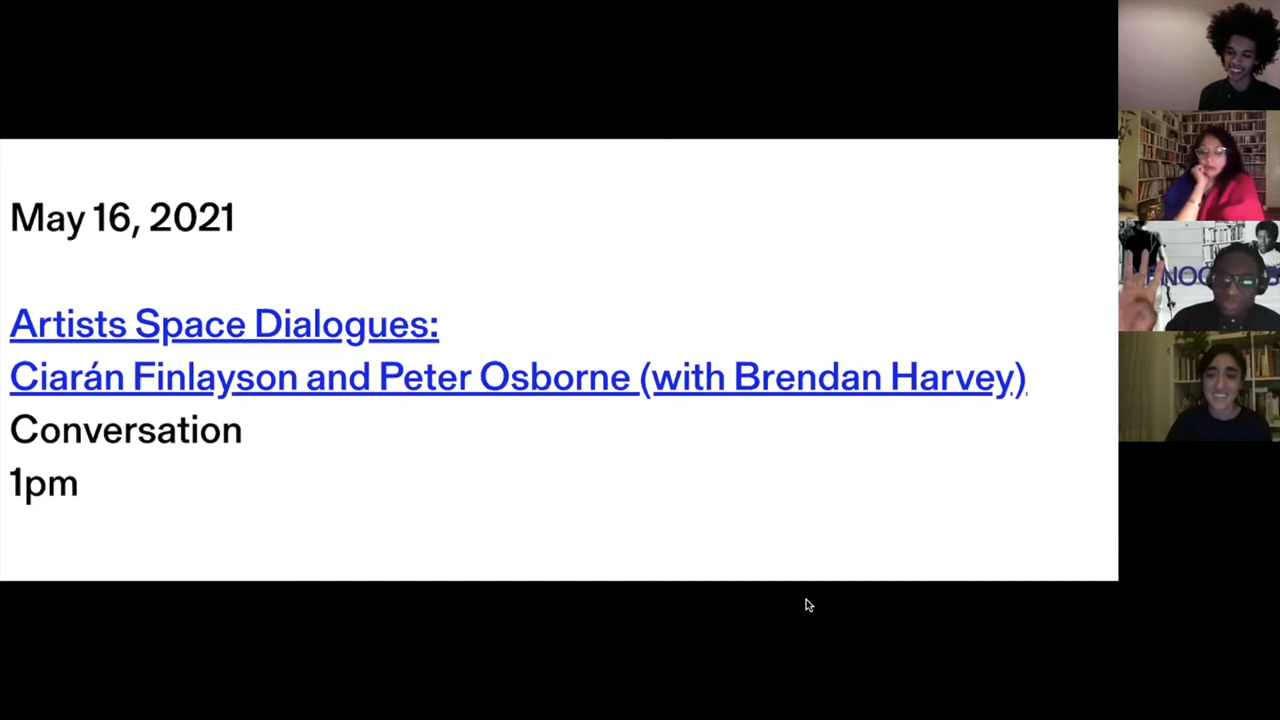 May 16, 2021
Artists Space Dialogues:
Ciarán Finlayson and Peter Osborne (with Brendan Harvey)
Conversation
1pm